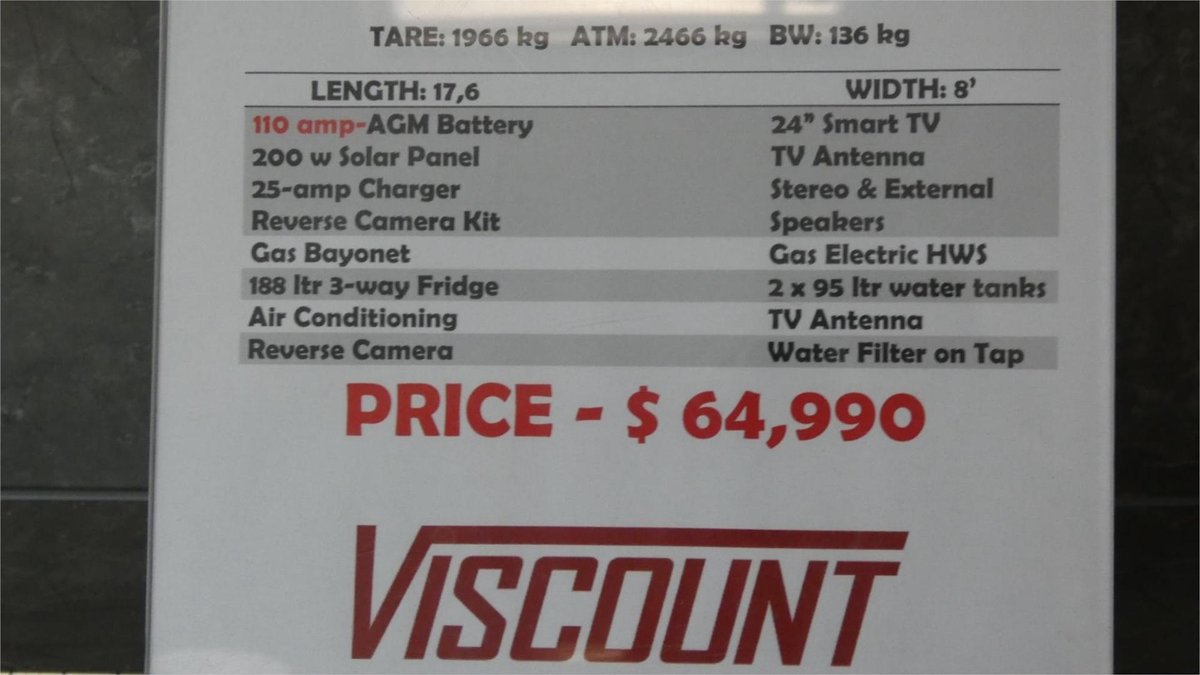 TARE: 1966 kg ATM: 2466 kg BW: 136 kg
LENGTH: 17,6 WIDTH: 8'
110 amp-AGM Battery 24” Smart TV
200 w Solar Panel TV Antenna
25-amp Charger Stereo & External
Reverse Camera Kit Speakers
Gas Bayonet Gas Electric HWS
188 ltr 3-way Fridge 2 x 95 ltr water tanks
Air Conditioning TV Antenna
Reverse Camera Water Filter on Tap
PRICE - $ 64,990
VISCOUNT